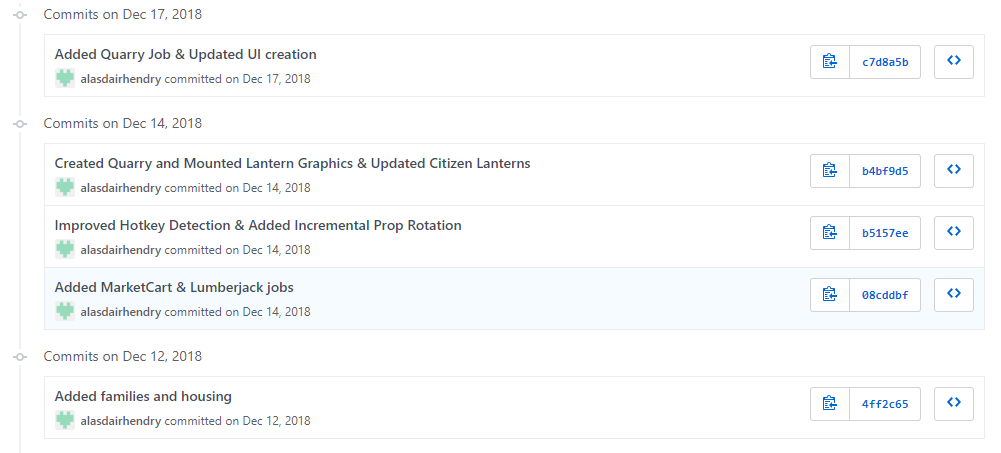 Commits on Dec 17, 2018
Added Quarry Job & Updated UI creation
alasdairhendry committed on Dec 17, 2018
c7d8a5b
Commits on Dec 14, 2018
Created Quarry and Mounted Lantern Graphics & Updated Citizen Lanterns
alasdairhendry committed on Dec 14, 2018
b4bf9d5
Improved Hotkey Detection & Added Incremental Prop Rotation
alasdairhendry committed on Dec 14, 2018
b5157ee
Added MarketCart & Lumberjack jobs
alasdairhendry committed on Dec 14, 2018
08cddbf
Commits on Dec 12, 2018
Added families and housing
alasdairhendry committed on Dec 12, 2018
4ff2c65